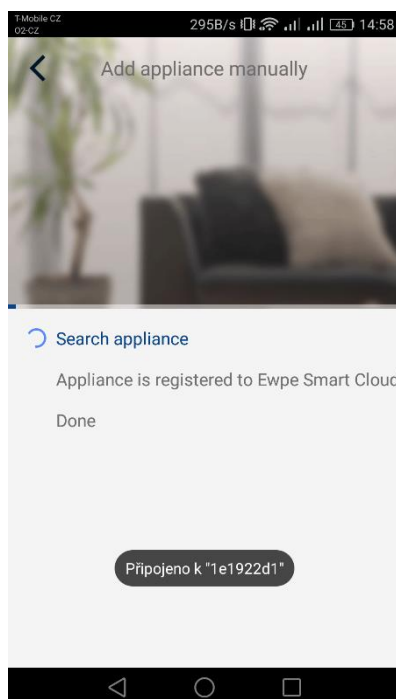 T-Mobile CZ
O2-CZ
295B/s 45 14:58
Add appliance manually
Search appliance
Appliance is registered to Ewpe Smart Clou
Done
Připojeno k "1e1922d1"